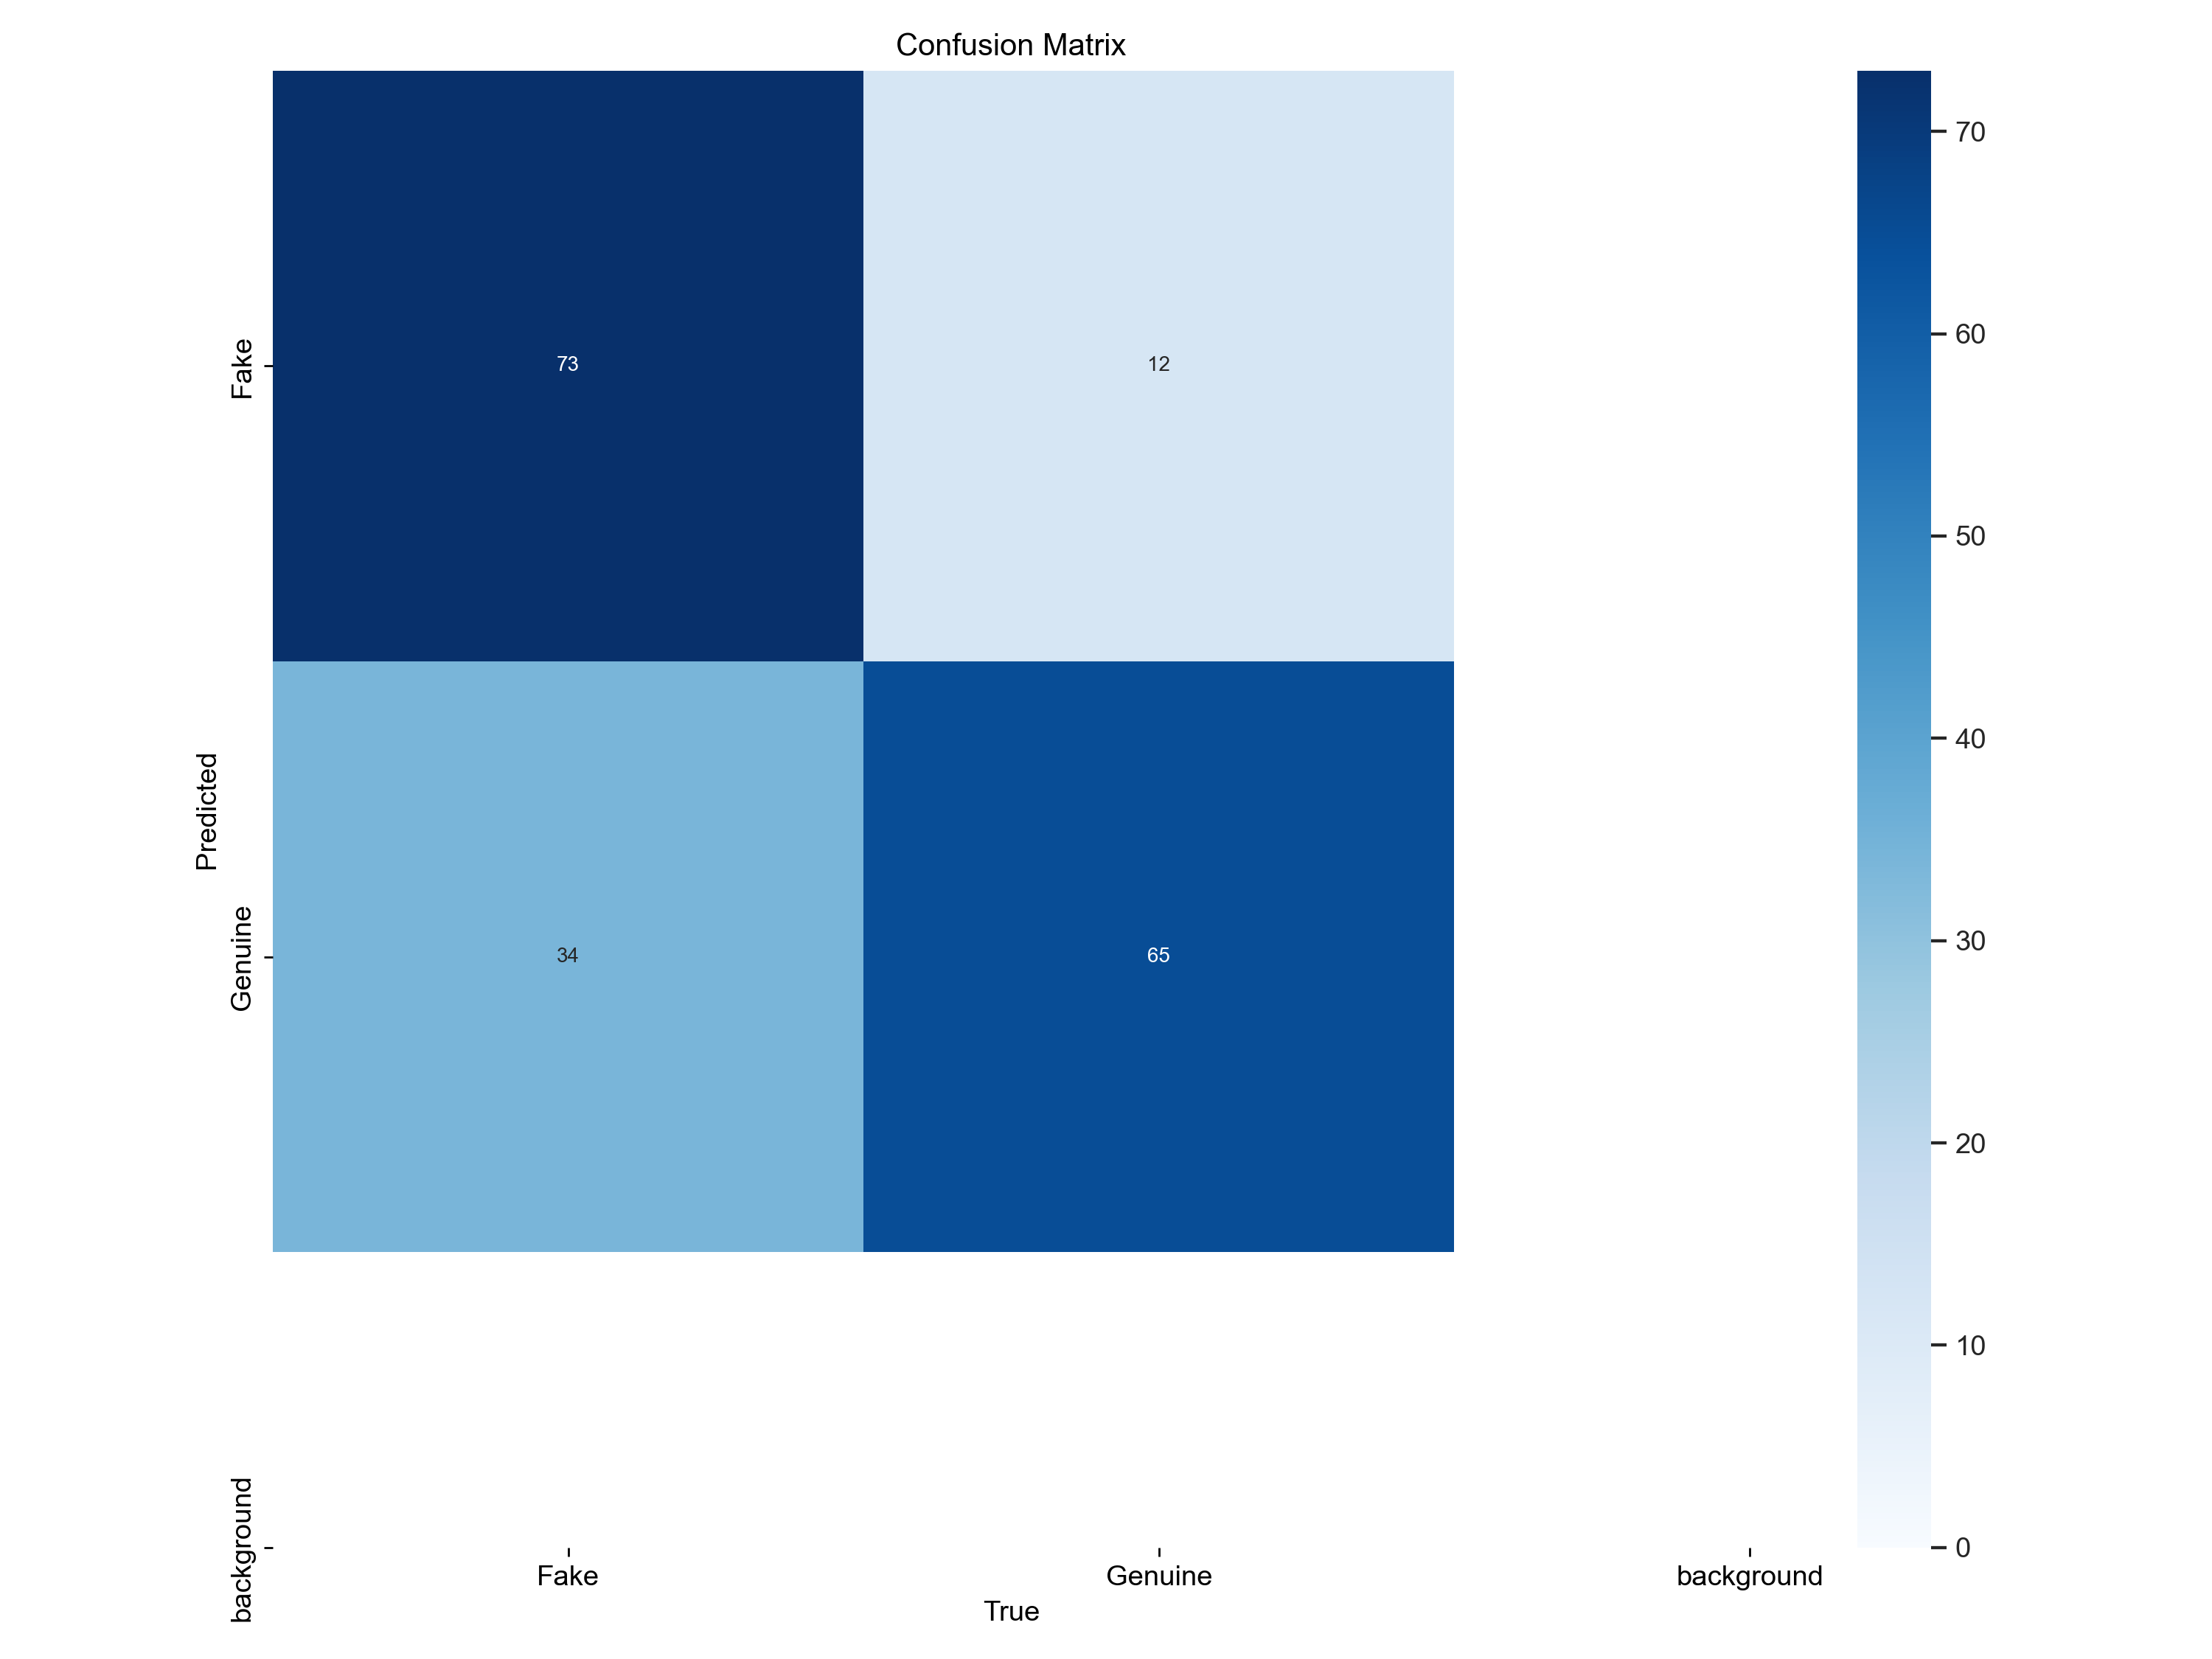 Confusion Matrix
Fake
73
12
Predicted
Genuine
34
65
background
Fake
Genuine
background
True
70
60
50
40
30
20
10
0